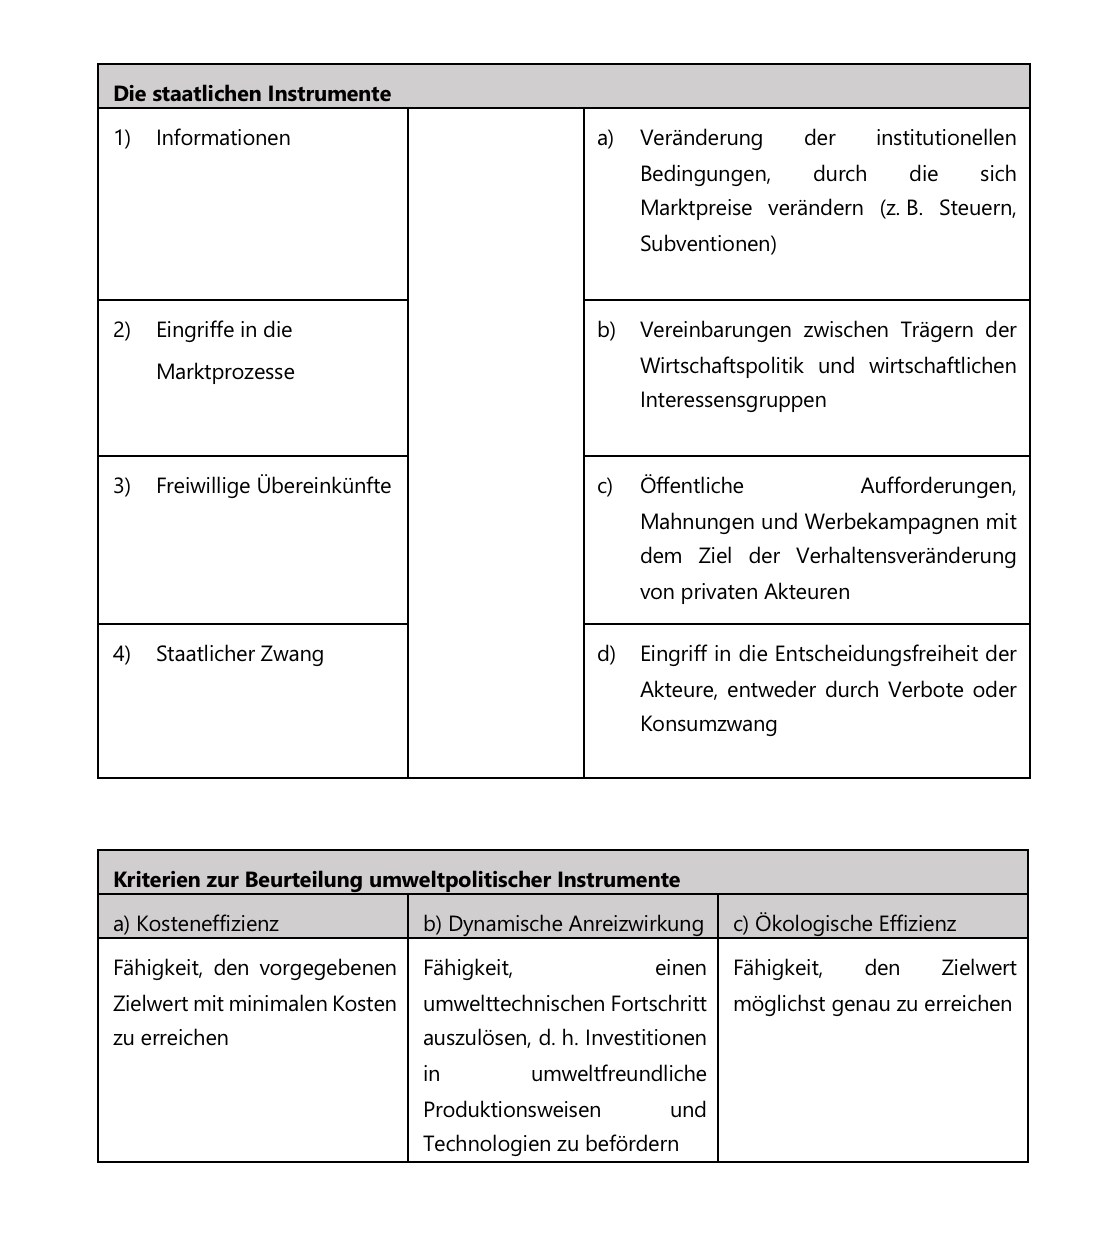 Die staatlichen Instrumente
1) Informationen
a) Veränderung der institutionellen
Bedingungen, durch die sich
Marktpreise verändern (z. B. Steuern,
Subventionen)
2) Eingriffe in die
Marktprozesse
b) Vereinbarungen zwischen Trägern der
Wirtschaftspolitik und wirtschaftlichen
Interessensgruppen
3) Freiwillige Übereinkünfte
c) Öffentliche Aufforderungen,
Mahnungen und Werbekampagnen mit
dem Ziel der Verhaltensveränderung
von privaten Akteuren
4) Staatlicher Zwang
d) Eingriff in die Entscheidungsfreiheit der
Akteure, entweder durch Verbote oder
Konsumzwang
Kriterien zur Beurteilung umweltpolitischer Instrumente
a) Kosteneffizienz
Fähigkeit, den vorgegebenen
Zielwert mit minimalen Kosten
zu erreichen
b) Dynamische Anreizwirkung
Fähigkeit, einen
umwelttechnischen Fortschritt
auszulösen, d. h. Investitionen
in umweltfreundliche
Produktionsweisen und
Technologien zu befördern
c) Ökologische Effizienz
Fähigkeit, den Zielwert
möglichst genau zu erreichen